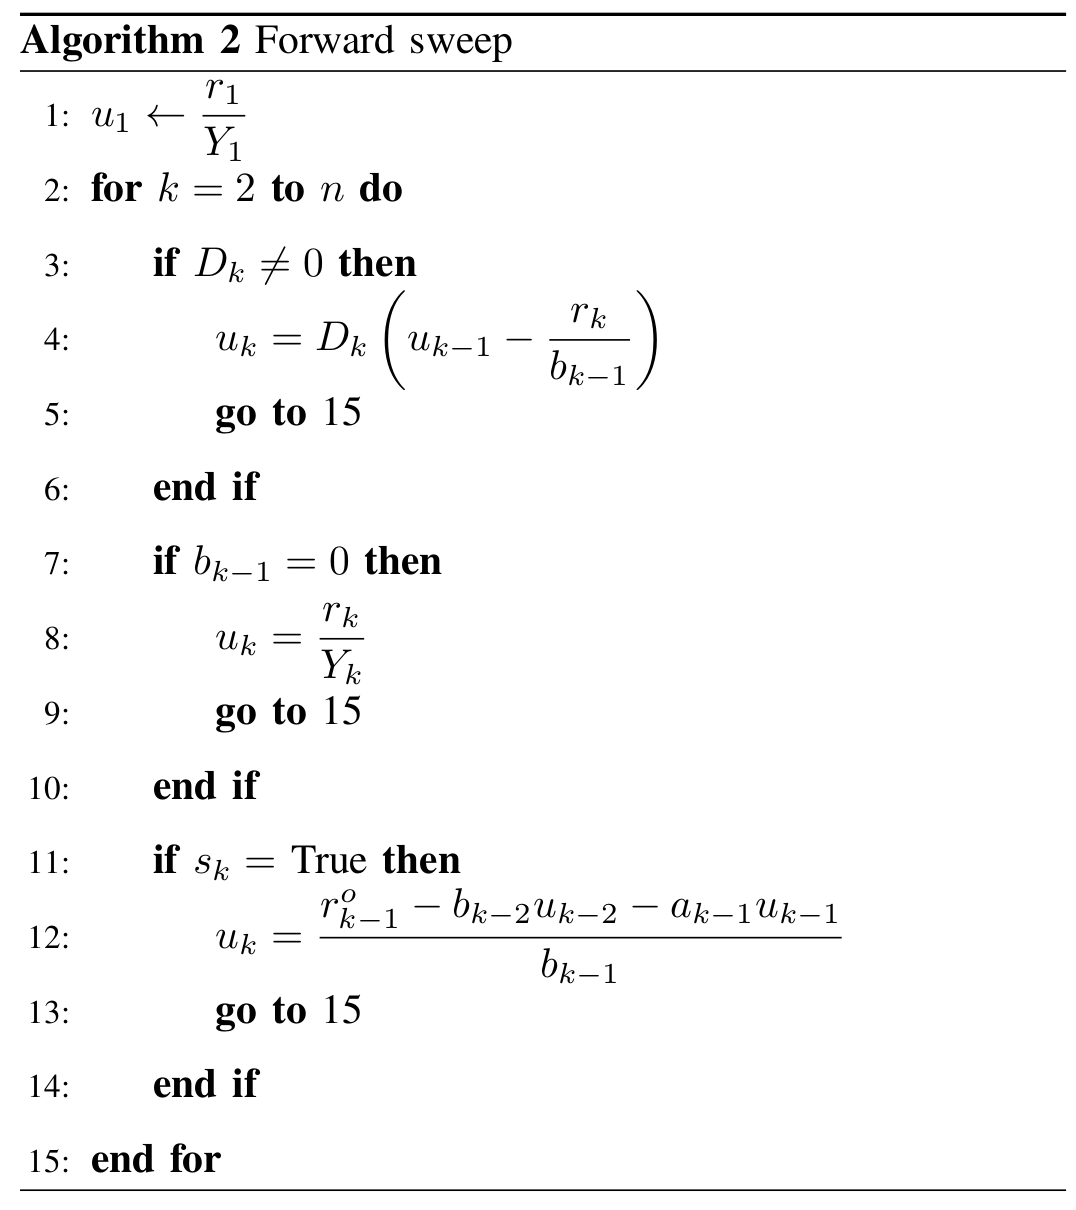 Algorithm 2 Forward sweep
1: u_1 ← \frac{r_1}{Y_1}
2: for k = 2 to n do
3: if D_k ≠ 0 then
4: u_k = D_k \left( u_{k-1} - \frac{r_k}{b_{k-1}} \right)
5: go to 15
6: end if
7: if b_{k-1} = 0 then
8: u_k = \frac{r_k}{Y_k}
9: go to 15
10: end if
11: if s_k = True then
12: u_k = \frac{r^o_{k-1} - b_{k-2}u_{k-2} - a_{k-1}u_{k-1}}{b_{k-1}}
13: go to 15
14: end if
15: end for